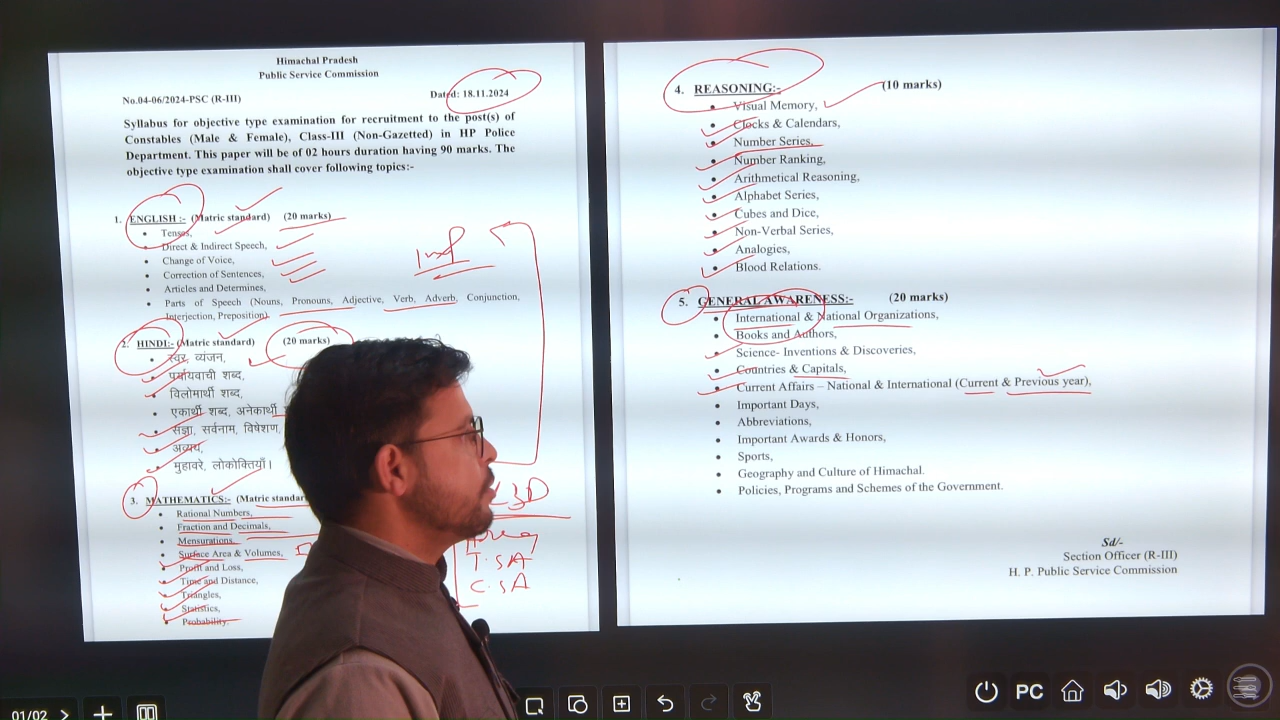 Himachal Pradesh
Public Service Commission
No.04-06/2024-PSC (R-III) Dated: 18.11.2024
Syllabus for objective type examination for recruitment to the post(s) of
Constables (Male & Female), Class-III (Non-Gazetted) in HP Police
Department. This paper will be of 02 hours duration having 90 marks. The
objective type examination shall cover following topics:-
1. ENGLISH :- (Matric standard) (20 marks)
• Tenses,
• Direct & Indirect Speech,
• Change of Voice,
• Correction of Sentences,
• Articles and Determines,
• Parts of Speech (Nouns, Pronouns, Adjective, Verb, Adverb, Conjunction,
Interjection, Preposition)
2. HINDI:- (Matric standard) (20 marks)
• स्वर, व्यंजन,
• पर्यायवाची शब्द,
• विलोमार्थी शब्द,
• एकार्थी शब्द, अनेकार्थी
• संज्ञा, सर्वनाम, विषेशण,
• अव्यय,
• मुहावरे, लोकोक्तियाँ।
3. MATHEMATICS:- (Matric standar
• Rational Numbers,
• Fraction and Decimals,
• Mensurations,
• Surface Area & Volumes,
• Profit and Loss,
• Time and Distance,
• Triangles,
• Statistics,
• Probability.
Imp
3D
Area
T.SA
C.SA
4. REASONING:- (10 marks)
• Visual Memory,
• Clocks & Calendars,
• Number Series,
• Number Ranking,
• Arithmetical Reasoning,
• Alphabet Series,
• Cubes and Dice,
• Non-Verbal Series,
• Analogies,
• Blood Relations.
5. GENERAL AWARENESS:- (20 marks)
• International & National Organizations,
• Books and Authors,
• Science- Inventions & Discoveries,
• Countries & Capitals,
• Current Affairs – National & International (Current & Previous year),
• Important Days,
• Abbreviations,
• Important Awards & Honors,
• Sports,
• Geography and Culture of Himachal.
• Policies, Programs and Schemes of the Government.
Sd/-
Section Officer (R-III)
H. P. Public Service Commission
01/02
PC